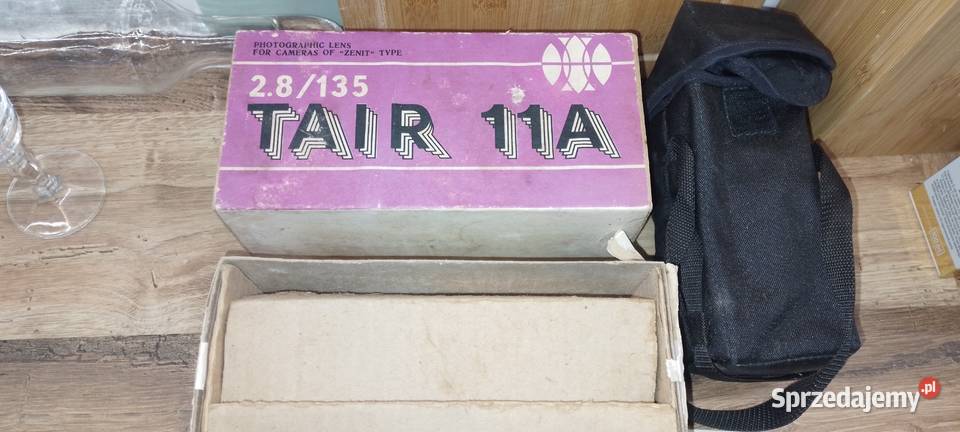 PHOTOGRAPHIC LENS
FOR CAMERAS OF "ZENIT" TYPE
2.8/135
TAIR 11A
Sprzedajemy.pl